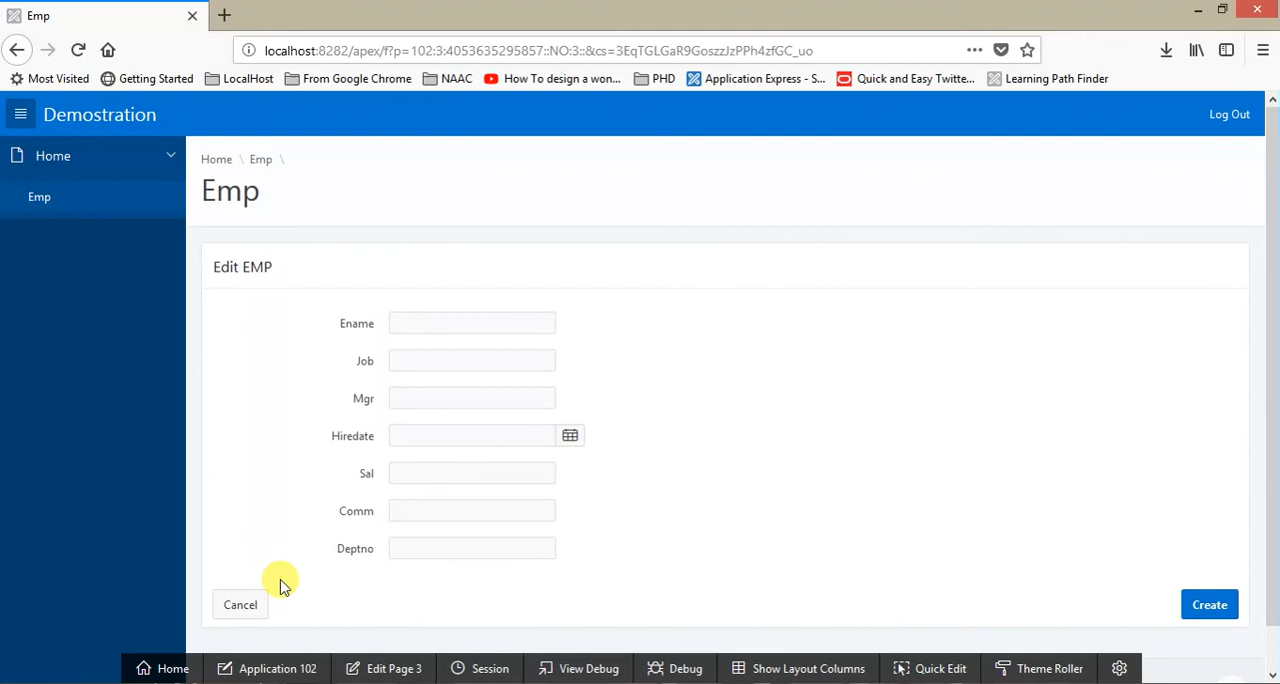 Emp
localhost:8282/apex/f?p=102:3:4053635295857::NO:3::&cs=3EqTGLGaR9GoszzJzPPh4zfGC_uo
Most Visited Getting Started LocalHost From Google Chrome NAAC How To design a won... PHD Application Express - S... Quick and Easy Twitte... Learning Path Finder
Demostration Log Out
Home
Emp
Home \ Emp \
Emp
Edit EMP
Ename
Job
Mgr
Hiredate
Sal
Comm
Deptno
Cancel Create
Home Application 102 Edit Page 3 Session View Debug Debug Show Layout Columns Quick Edit Theme Roller